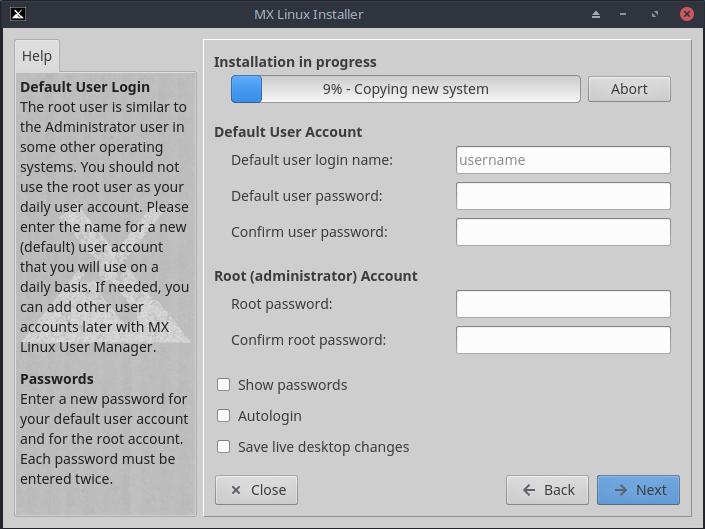 MX Linux Installer
Help
Default User Login
The root user is similar to
the Administrator user in
some other operating
systems. You should not
use the root user as your
daily user account. Please
enter the name for a new
(default) user account
that you will use on a
daily basis. If needed, you
can add other user
accounts later with MX
Linux User Manager.
Passwords
Enter a new password for
your default user account
and for the root account.
Each password must be
entered twice.
Installation in progress
9% - Copying new system
Abort
Default User Account
Default user login name:
username
Default user password:
Confirm user password:
Root (administrator) Account
Root password:
Confirm root password:
Show passwords
Autologin
Save live desktop changes
Close
Back
Next